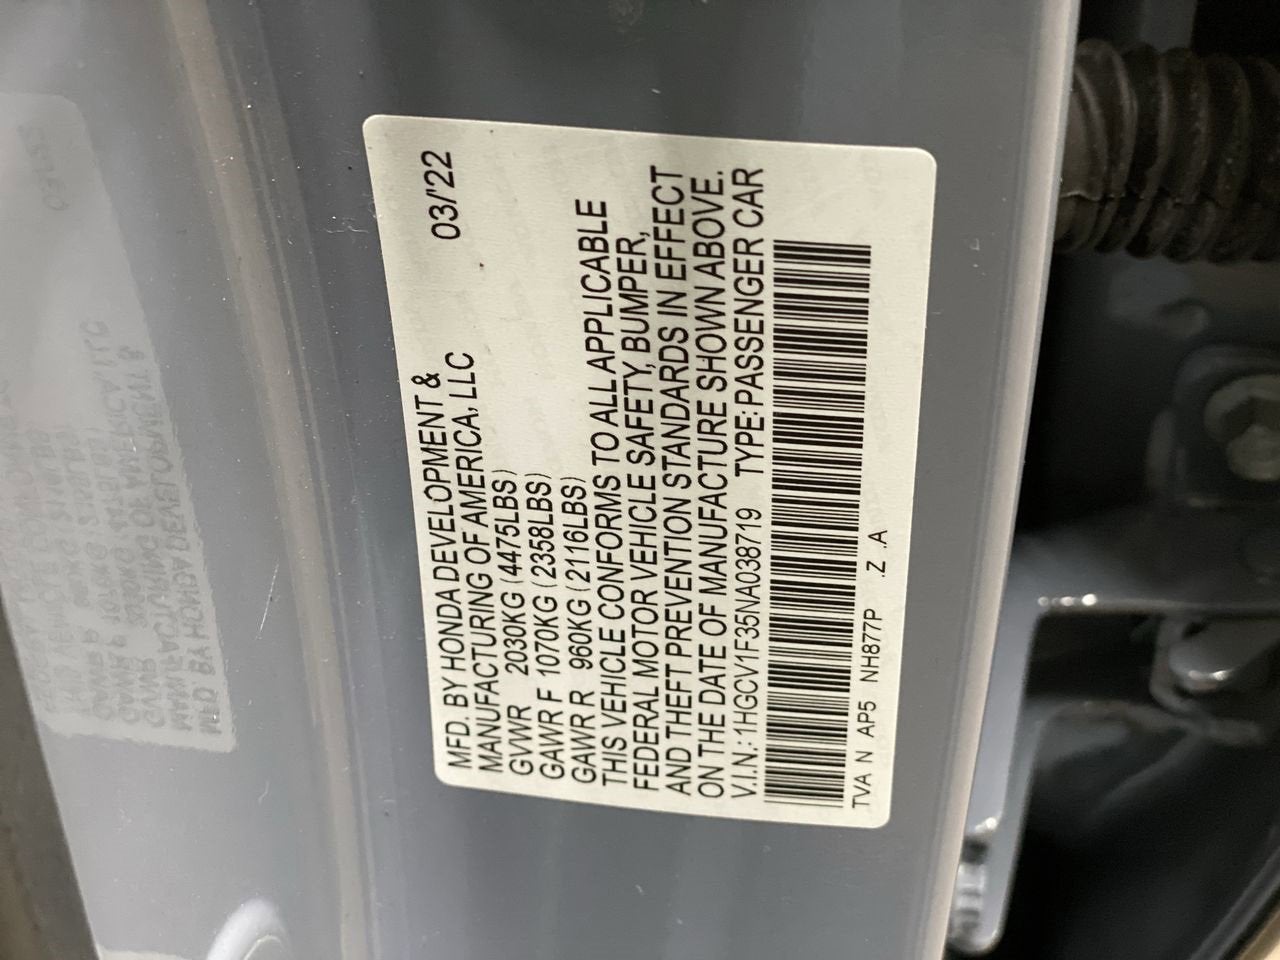 MFD. BY HONDA DEVELOPMENT & 03/'22
MANUFACTURING OF AMERICA, LLC
GVWR 2030KG (4475LBS)
GAWR F 1070KG (2358LBS)
GAWR R 960KG (2116LBS)
THIS VEHICLE CONFORMS TO ALL APPLICABLE
FEDERAL MOTOR VEHICLE SAFETY, BUMPER,
AND THEFT PREVENTION STANDARDS IN EFFECT
ON THE DATE OF MANUFACTURE SHOWN ABOVE.
V.I.N.: 1HGCV1F35NA038719 TYPE: PASSENGER CAR
TVA N AP5 NH877P .Z .A